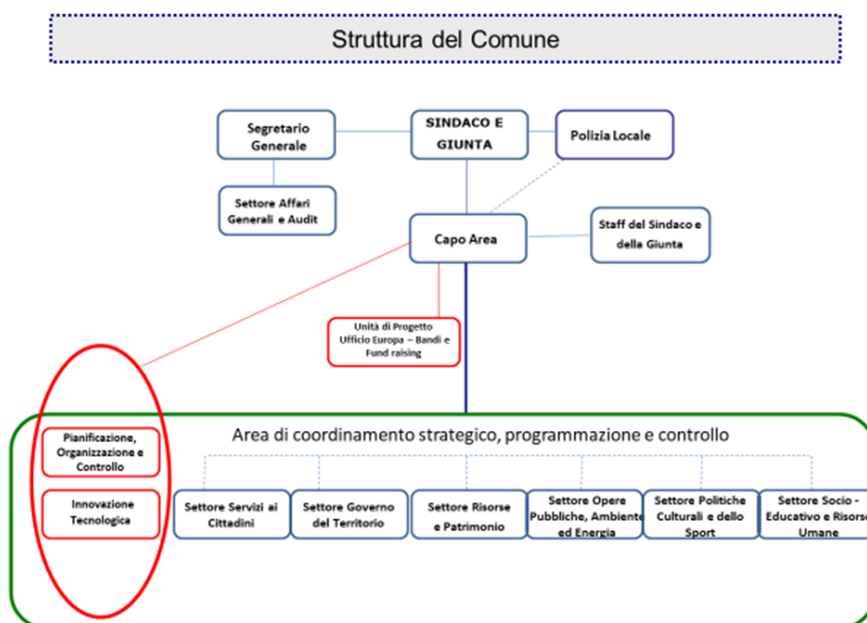 Struttura del Comune
Segretario
Generale
SINDACO E
GIUNTA
Polizia Locale
Settore Affari
Generali e Audit
Capo Area
Staff del Sindaco e
della Giunta
Unità di Progetto
Ufficio Europa – Bandi e
Fund raising
Area di coordinamento strategico, programmazione e controllo
Pianificazione,
Organizzazione e
Controllo
Innovazione
Tecnologica
Settore Servizi ai
Cittadini
Settore Governo
del Territorio
Settore Risorse
e Patrimonio
Settore Opere
Pubbliche, Ambiente
ed Energia
Settore Politiche
Culturali e dello
Sport
Settore Socio -
Educativo e Risorse
Umane